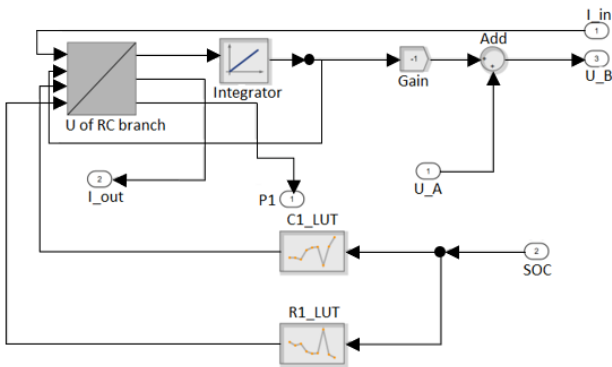 I_in
1
Add
3
U_B
-1
Gain
Integrator
U of RC branch
2
I_out
P1
1
1
U_A
C1_LUT
2
SOC
R1_LUT